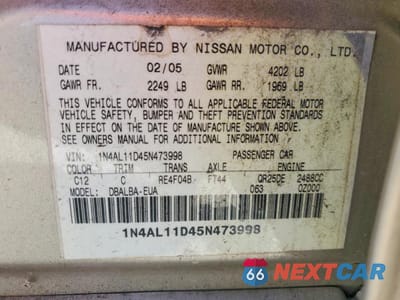 MANUFACTURED BY NISSAN MOTOR CO., LTD.
DATE 02/05 GVWR 4202 LB
GAWR FR. 2249 LB GAWR RR. 1969 LB
THIS VEHICLE CONFORMS TO ALL APPLICABLE FEDERAL MOTOR
VEHICLE SAFETY, BUMPER AND THEFT PREVENTION STANDARDS
IN EFFECT ON THE DATE OF MANUFACTURE SHOWN ABOVE.
SEE OWNERS MANUAL FOR ADDITIONAL INFORMATION.
VIN: 1N4AL11D45N473998 PASSENGER CAR
COLOR TRIM TRANS AXLE ENGINE
C12 C RE4F04B F744 QR25DE 2488CC
MODEL: DBALBA-EUA 063 0Z000
1N4AL11D45N473998
66 NEXTCAR